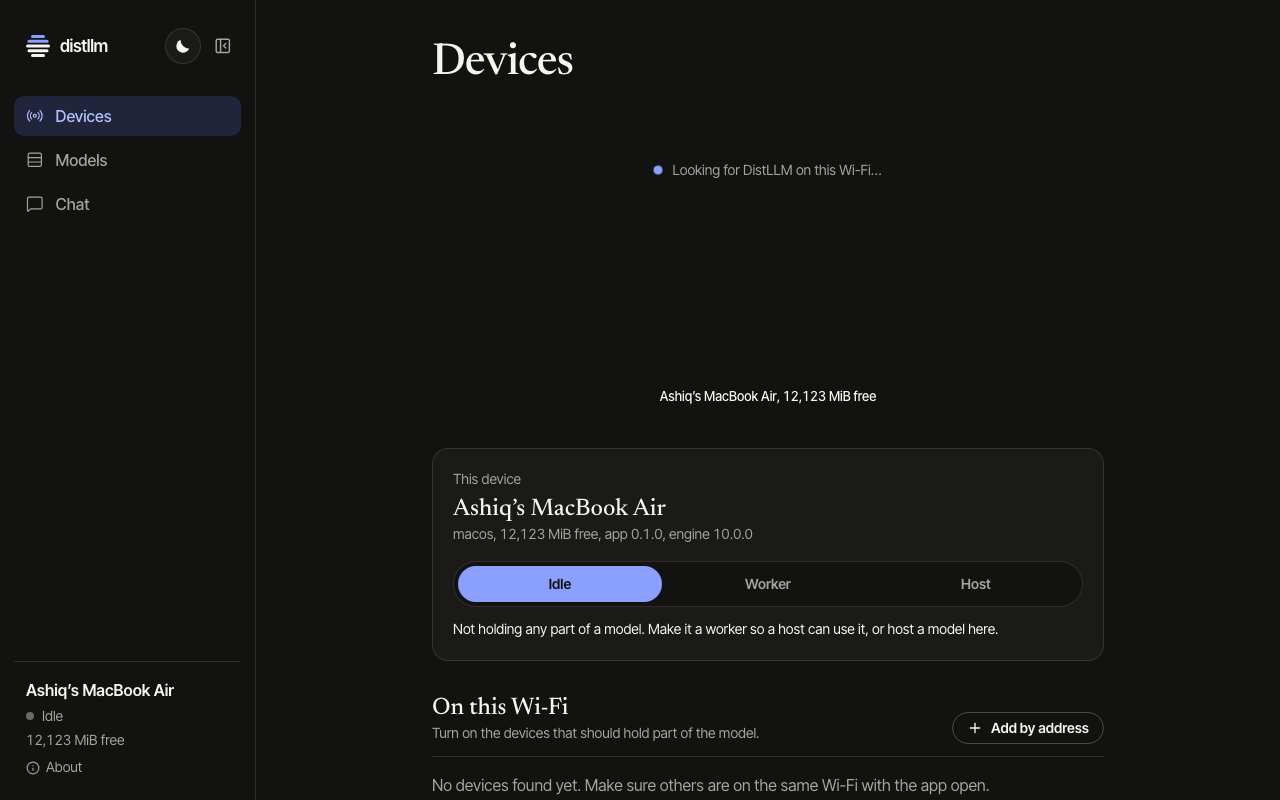 distllm
Devices
Models
Chat
Ashiq’s MacBook Air
Idle
12,123 MiB free
About
Devices
Looking for DistLLM on this Wi-Fi…
Ashiq’s MacBook Air, 12,123 MiB free
This device
Ashiq’s MacBook Air
macos, 12,123 MiB free, app 0.1.0, engine 10.0.0
Idle Worker Host
Not holding any part of a model. Make it a worker so a host can use it, or host a model here.
On this Wi-Fi
Turn on the devices that should hold part of the model.
Add by address
No devices found yet. Make sure others are on the same Wi-Fi with the app open.